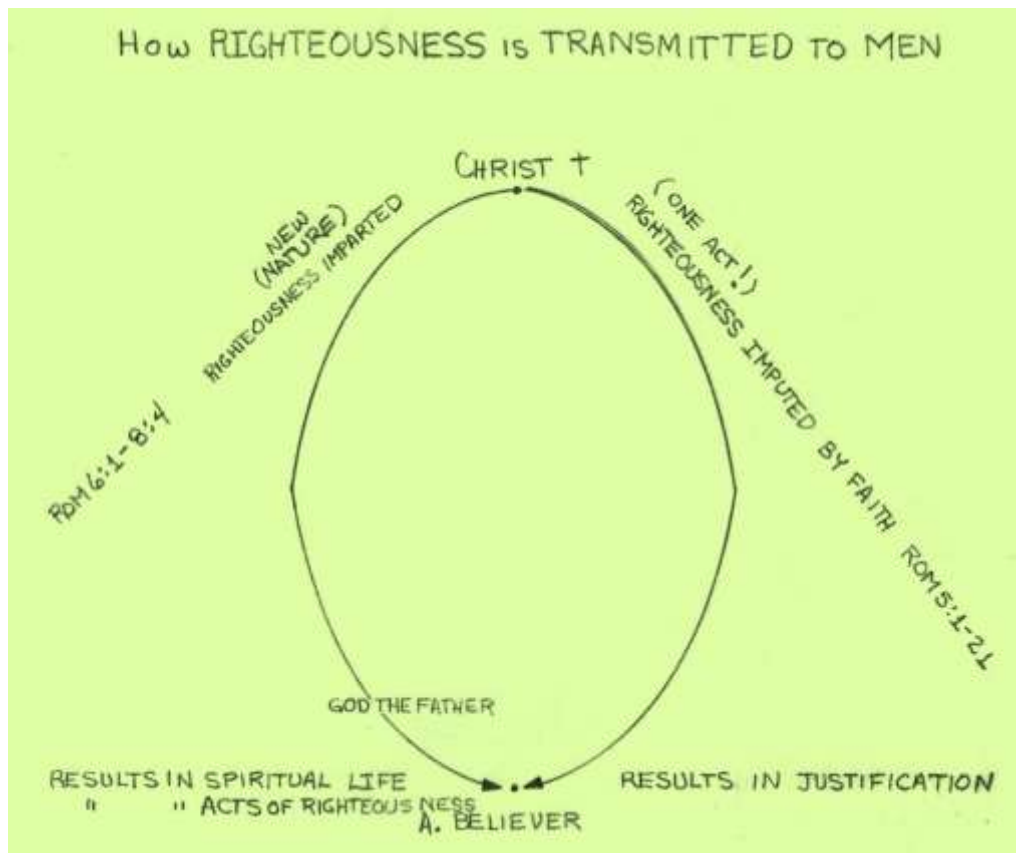 How RIGHTEOUSNESS IS TRANSMITTED TO MEN
CHRIST †
NEW
(NATURE)
RIGHTEOUSNESS IMPARTED
ROM 6:1-8:4
(ONE ACT!)
RIGHTEOUSNESS IMPUTED BY FAITH ROM 5:1-21
GOD THE FATHER
RESULTS IN SPIRITUAL LIFE
" " ACTS OF RIGHTEOUSNESS
RESULTS IN JUSTIFICATION
A. BELIEVER